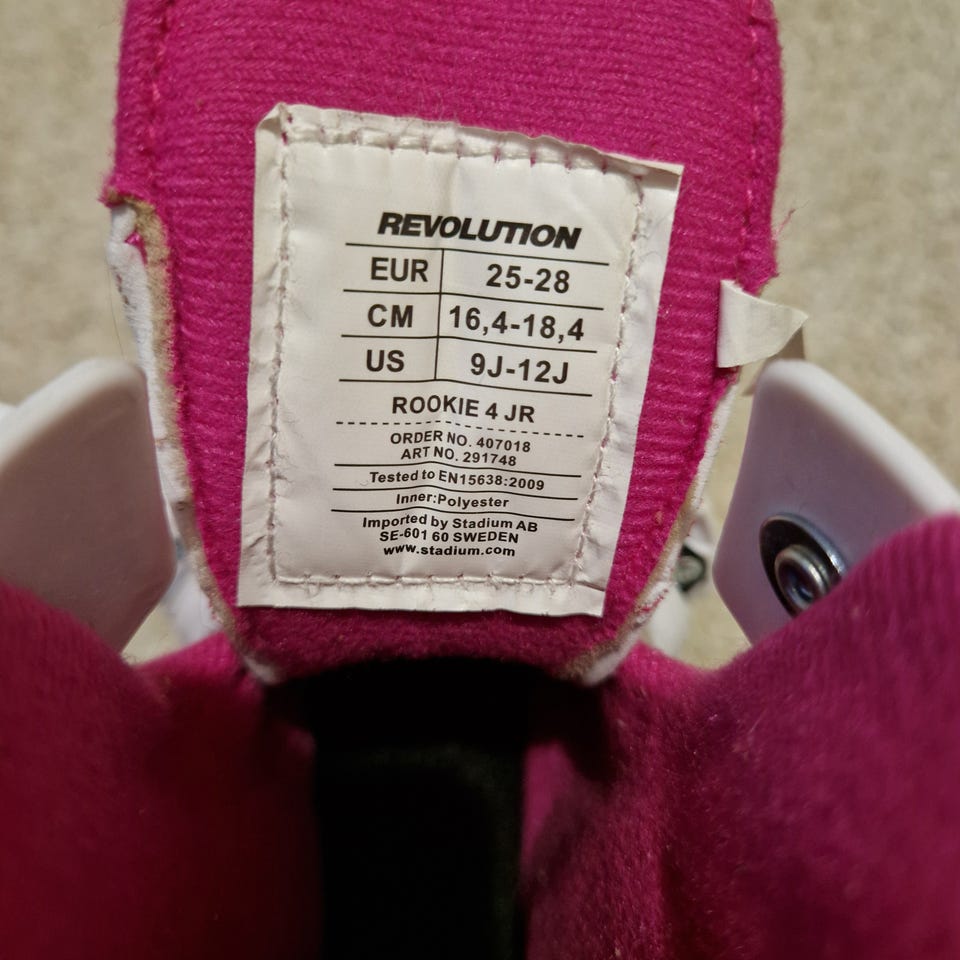 REVOLUTION
EUR 25-28
CM 16,4-18,4
US 9J-12J
ROOKIE 4 JR
ORDER NO. 407018
ART NO. 291748
Tested to EN15638:2009
Inner:Polyester
Imported by Stadium AB
SE-601 60 SWEDEN
www.stadium.com